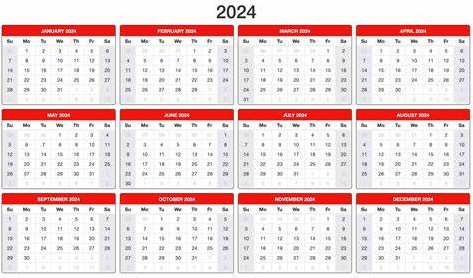 2024
JANUARY 2024
Su Mo Tu We Th Fr Sa
1 2 3 4 5 6
7 8 9 10 11 12 13
14 15 16 17 18 19 20
21 22 23 24 25 26 27
28 29 30 31
FEBRUARY 2024
Su Mo Tu We Th Fr Sa
1 2 3
4 5 6 7 8 9 10
11 12 13 14 15 16 17
18 19 20 21 22 23 24
25 26 27 28 29
MARCH 2024
Su Mo Tu We Th Fr Sa
1 2
3 4 5 6 7 8 9
10 11 12 13 14 15 16
17 18 19 20 21 22 23
24 25 26 27 28 29 30
31
APRIL 2024
Su Mo Tu We Th Fr Sa
1 2 3 4 5 6
7 8 9 10 11 12 13
14 15 16 17 18 19 20
21 22 23 24 25 26 27
28 29 30
MAY 2024
Su Mo Tu We Th Fr Sa
1 2 3 4
5 6 7 8 9 10 11
12 13 14 15 16 17 18
19 20 21 22 23 24 25
26 27 28 29 30 31
JUNE 2024
Su Mo Tu We Th Fr Sa
1
2 3 4 5 6 7 8
9 10 11 12 13 14 15
16 17 18 19 20 21 22
23 24 25 26 27 28 29
30
JULY 2024
Su Mo Tu We Th Fr Sa
1 2 3 4 5 6
7 8 9 10 11 12 13
14 15 16 17 18 19 20
21 22 23 24 25 26 27
28 29 30 31
AUGUST 2024
Su Mo Tu We Th Fr Sa
1 2 3
4 5 6 7 8 9 10
11 12 13 14 15 16 17
18 19 20 21 22 23 24
25 26 27 28 29 30 31
SEPTEMBER 2024
Su Mo Tu We Th Fr Sa
1 2 3 4 5 6 7
8 9 10 11 12 13 14
15 16 17 18 19 20 21
22 23 24 25 26 27 28
29 30
OCTOBER 2024
Su Mo Tu We Th Fr Sa
1 2 3 4 5
6 7 8 9 10 11 12
13 14 15 16 17 18 19
20 21 22 23 24 25 26
27 28 29 30 31
NOVEMBER 2024
Su Mo Tu We Th Fr Sa
1 2
3 4 5 6 7 8 9
10 11 12 13 14 15 16
17 18 19 20 21 22 23
24 25 26 27 28 29 30
DECEMBER 2024
Su Mo Tu We Th Fr Sa
1 2 3 4 5 6 7
8 9 10 11 12 13 14
15 16 17 18 19 20 21
22 23 24 25 26 27 28
29 30 31